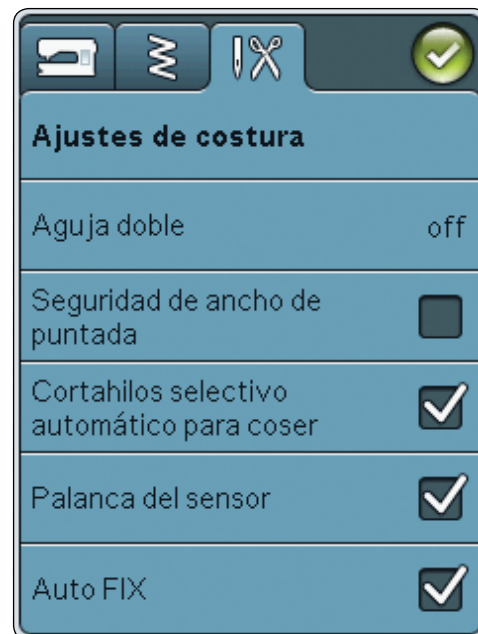 Ajustes de costura
Aguja doble off
Seguridad de ancho de
puntada
Cortahilos selectivo
automático para coser
Palanca del sensor
Auto FIX